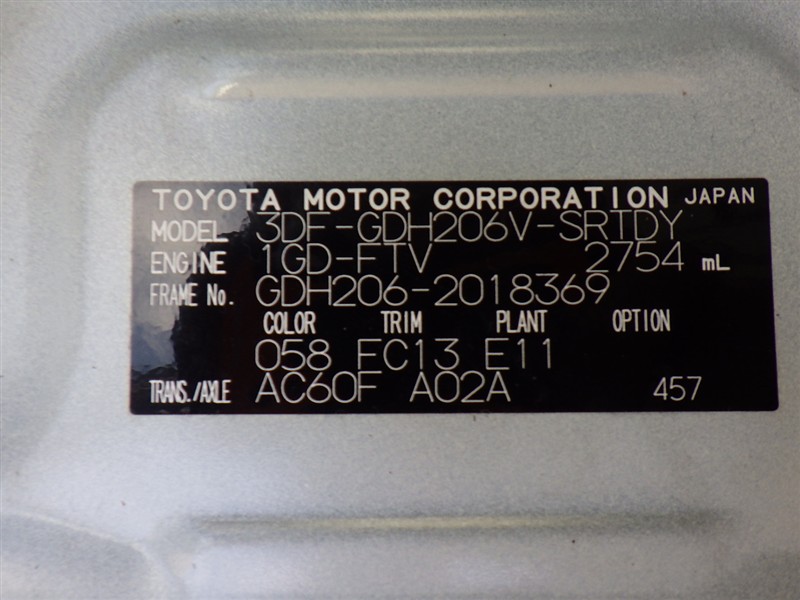 TOYOTA MOTOR CORPORATION JAPAN
MODEL 3DF-GDH206V-SRTDY
ENGINE 1GD-FTV 2754 mL
FRAME No. GDH206-2018369
COLOR TRIM PLANT OPTION
058 FC13 E11
TRANS./AXLE AC60F A02A 457